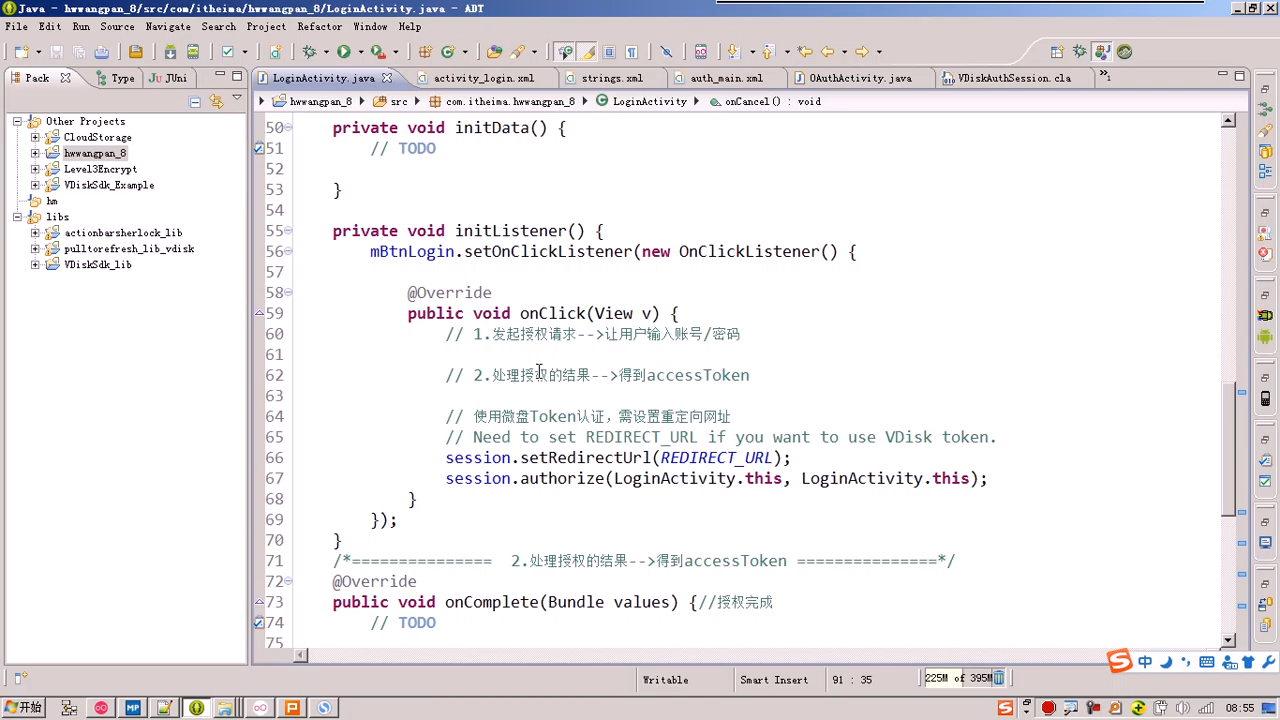 Java - hwwangpan_8/src/com/itheima/hwwangpan_8/LoginActivity.java - ADT
File Edit Run Source Navigate Search Project Refactor Window Help
Pack Type JUni
LoginActivity.java activity_login.xml strings.xml auth_main.xml OAuthActivity.java VDiskAuthSession.cla
hwwangpan_8 src com.itheima.hwwangpan_8 LoginActivity onCancel() : void
Other Projects
CloudStorage
hwwangpan_8
Level3Encrypt
VDiskSdk_Example
hm
libs
actionbarsherlock_lib
pulltorefresh_lib_vdisk
VDiskSdk_lib
50 private void initData() {
51 // TODO
52
53 }
54
55 private void initListener() {
56 mBtnLogin.setOnClickListener(new OnClickListener() {
57
58 @Override
59 public void onClick(View v) {
60 // 1.发起授权请求-->让用户输入账号/密码
61
62 // 2.处理授权的结果-->得到accessToken
63
64 // 使用微盘Token认证，需设置重定向网址
65 // Need to set REDIRECT_URL if you want to use VDisk token.
66 session.setRedirectUrl(REDIRECT_URL);
67 session.authorize(LoginActivity.this, LoginActivity.this);
68 }
69 });
70 }
71 /*=============== 2.处理授权的结果-->得到accessToken ===============*/
72 @Override
73 public void onComplete(Bundle values) {//授权完成
74 // TODO
75
中
Writable Smart Insert 91 : 35 225M of 395M
开始 08:55